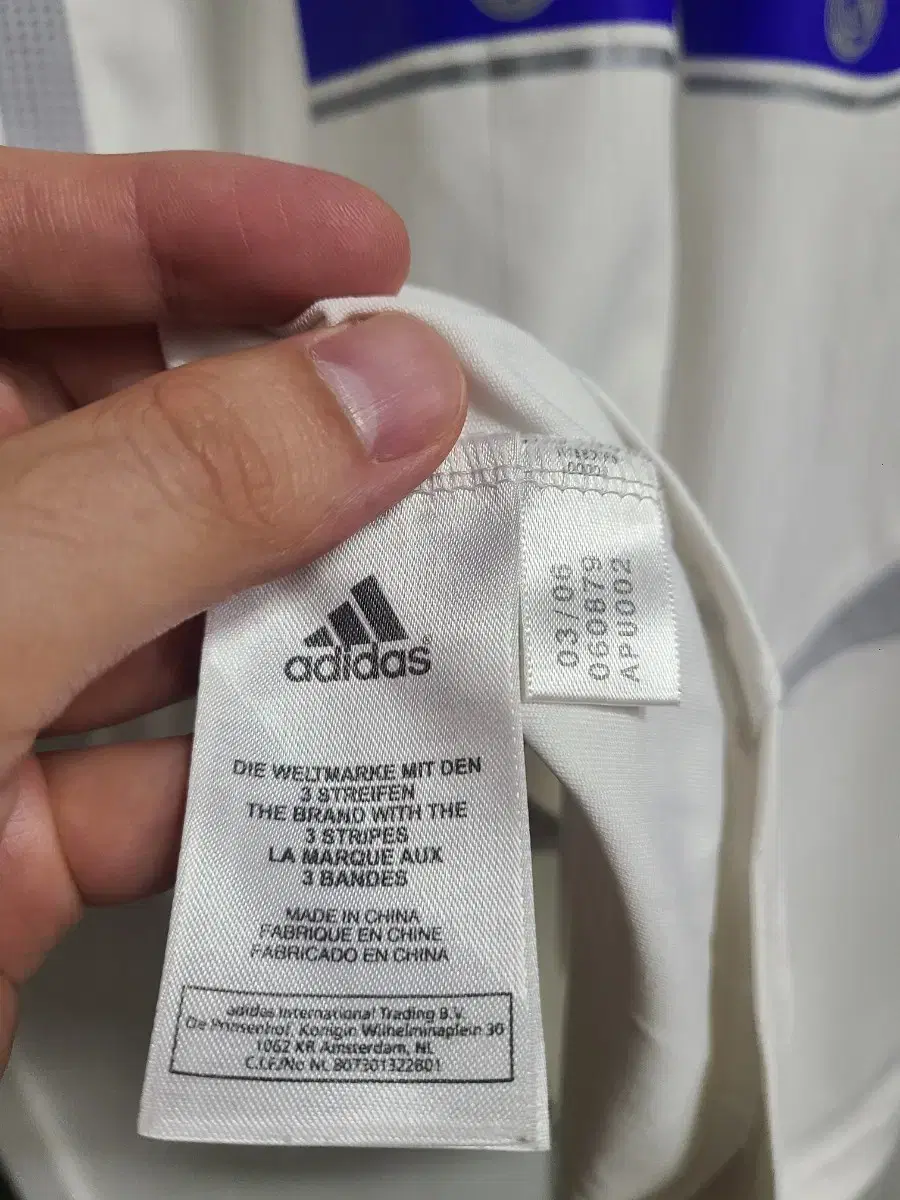 adidas
DIE WELTMARKE MIT DEN
3 STREIFEN
THE BRAND WITH THE
3 STRIPES
LA MARQUE AUX
3 BANDES
MADE IN CHINA
FABRIQUE EN CHINE
FABRICADO EN CHINA
adidas International Trading B.V.
De Prinsenhof, Konigin Wilhelminaplein 30
1062 KR Amsterdam, NL
C.I.F./No NL
03/06
060879
APU002